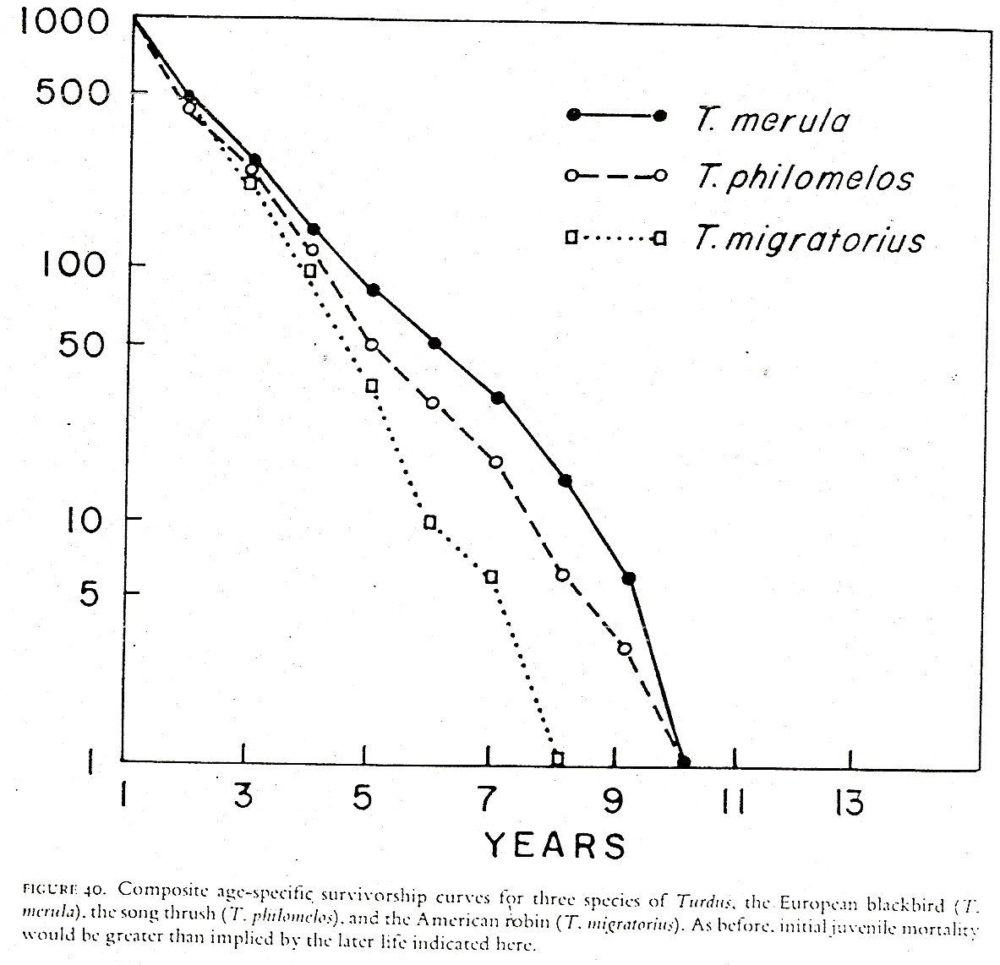 1000
500
100
50
10
5
1
T. merula
T. philomelos
T. migratorius
1 3 5 7 9 11 13
YEARS
FIGURE 40. Composite age-specific survivorship curves for three species of Turdus, the European blackbird (T.
merula), the song thrush (T. philomelos), and the American robin (T. migratorius). As before, initial juvenile mortality
would be greater than implied by the later life indicated here.